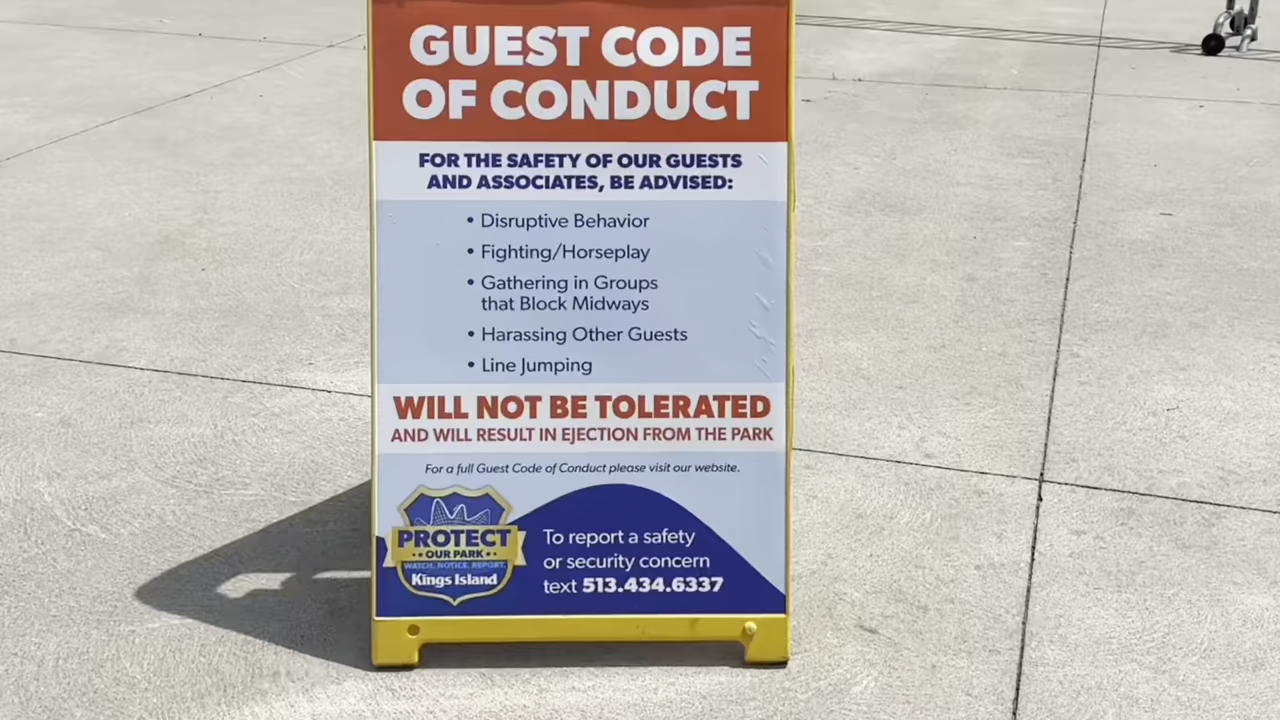 GUEST CODE
OF CONDUCT
FOR THE SAFETY OF OUR GUESTS
AND ASSOCIATES, BE ADVISED:
• Disruptive Behavior
• Fighting/Horseplay
• Gathering in Groups
that Block Midways
• Harassing Other Guests
• Line Jumping
WILL NOT BE TOLERATED
AND WILL RESULT IN EJECTION FROM THE PARK
For a full Guest Code of Conduct please visit our website.
PROTECT
OUR PARK
WATCH. NOTICE. REPORT.
Kings Island
To report a safety
or security concern
text 513.434.6337